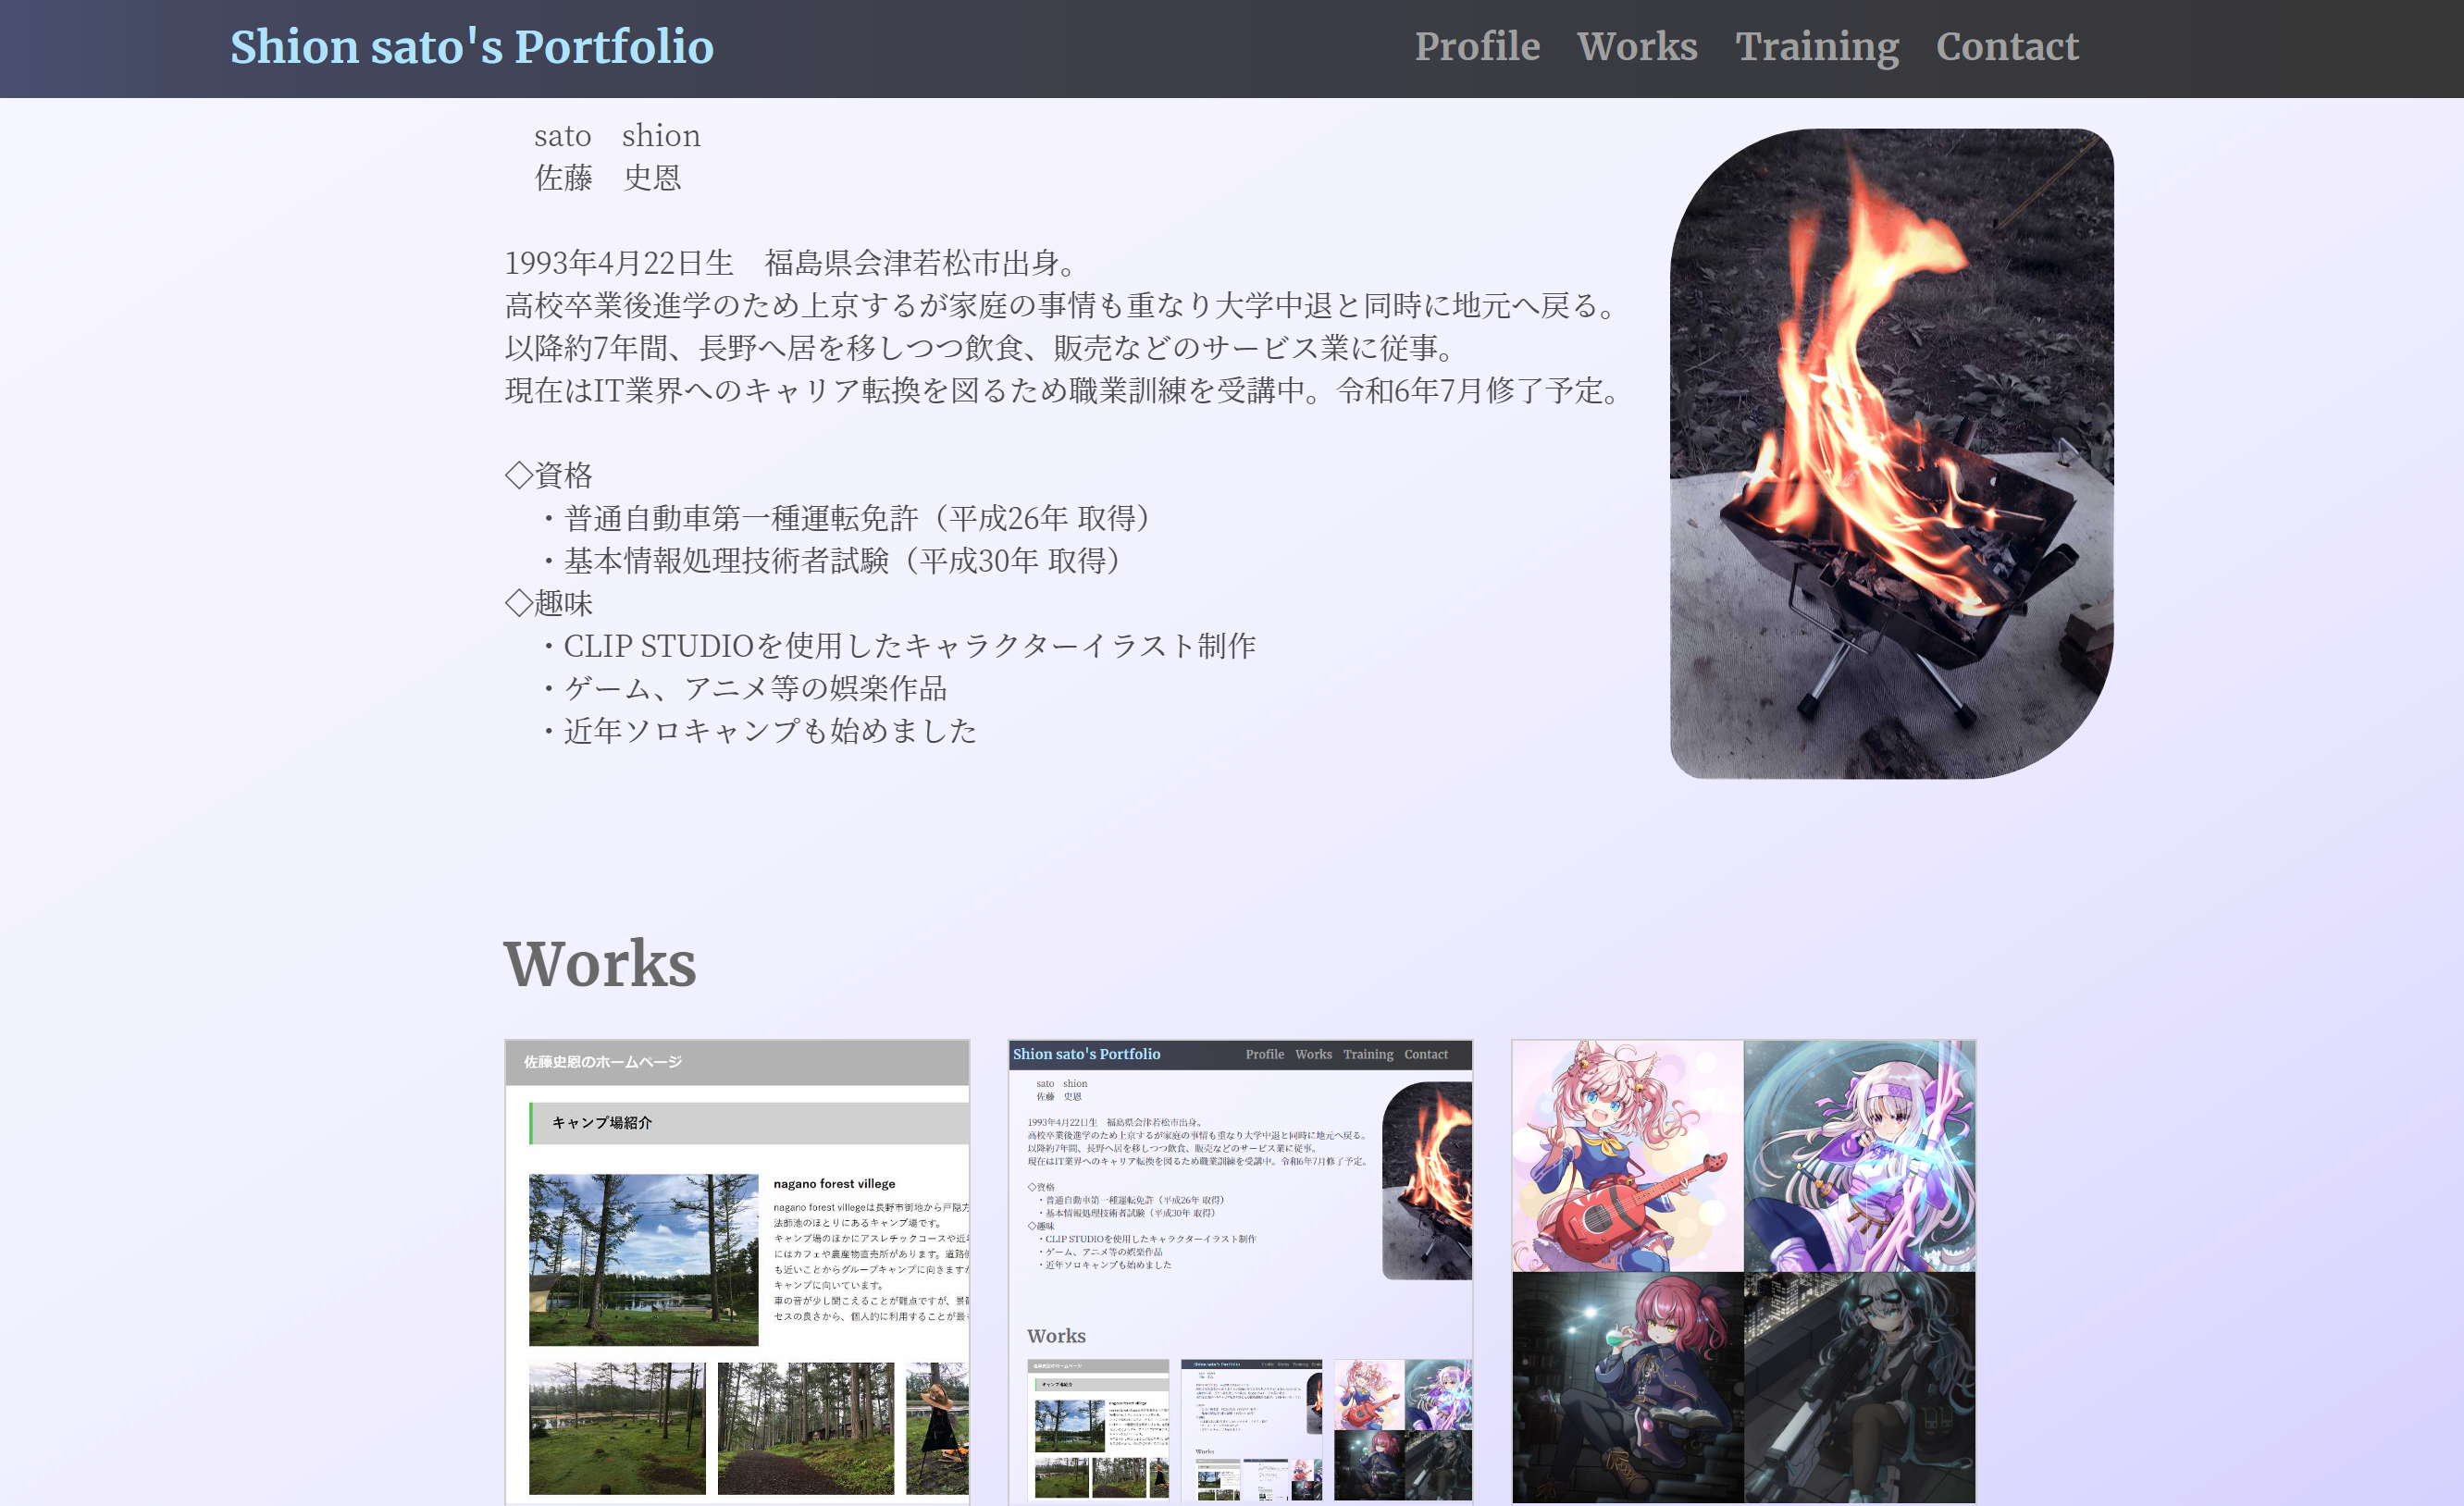 Shion sato's Portfolio
Profile Works Training Contact
sato shion
佐藤 史恩
1993年4月22日生 福島県会津若松市出身。
高校卒業後進学のため上京するが家庭の事情も重なり大学中退と同時に地元へ戻る。
以降約7年間、長野へ居を移しつつ飲食、販売などのサービス業に従事。
現在はIT業界へのキャリア転換を図るため職業訓練を受講中。令和6年7月修了予定。
◇資格
・普通自動車第一種運転免許（平成26年 取得）
・基本情報処理技術者試験（平成30年 取得）
◇趣味
・CLIP STUDIOを使用したキャラクターイラスト制作
・ゲーム、アニメ等の娯楽作品
・近年ソロキャンプも始めました
Works
佐藤史恩のホームページ
キャンプ場紹介
nagano forest villege
nagano forest villegeは長野市街地から戸隠方
法師池のほとりにあるキャンプ場です。
キャンプ場のほかにアスレチックコースや近
にはカフェや農産物直売所があります。道路
も近いことからグループキャンプに向きます
キャンプに向いています。
車の音が少し聞こえることが難点ですが、景
セスの良さから、個人的に利用することが最
Shion sato's Portfolio
Profile Works Training Contact
sato shion
佐藤 史恩
1993年4月22日生 福島県会津若松市出身。
高校卒業後進学のため上京するが家庭の事情も重なり大学中退と同時に地元へ戻る。
以降約7年間、長野へ居を移しつつ飲食、販売などのサービス業に従事。
現在はIT業界へのキャリア転換を図るため職業訓練を受講中。令和6年7月修了予定。
◇資格
・普通自動車第一種運転免許（平成26年 取得）
・基本情報処理技術者試験（平成30年 取得）
◇趣味
・CLIP STUDIOを使用したキャラクターイラスト制作
・ゲーム、アニメ等の娯楽作品
・近年ソロキャンプも始めました
Works
佐藤史恩のホームページ
キャンプ場紹介
nagano forest villege
Shion sato's Portfolio
Works